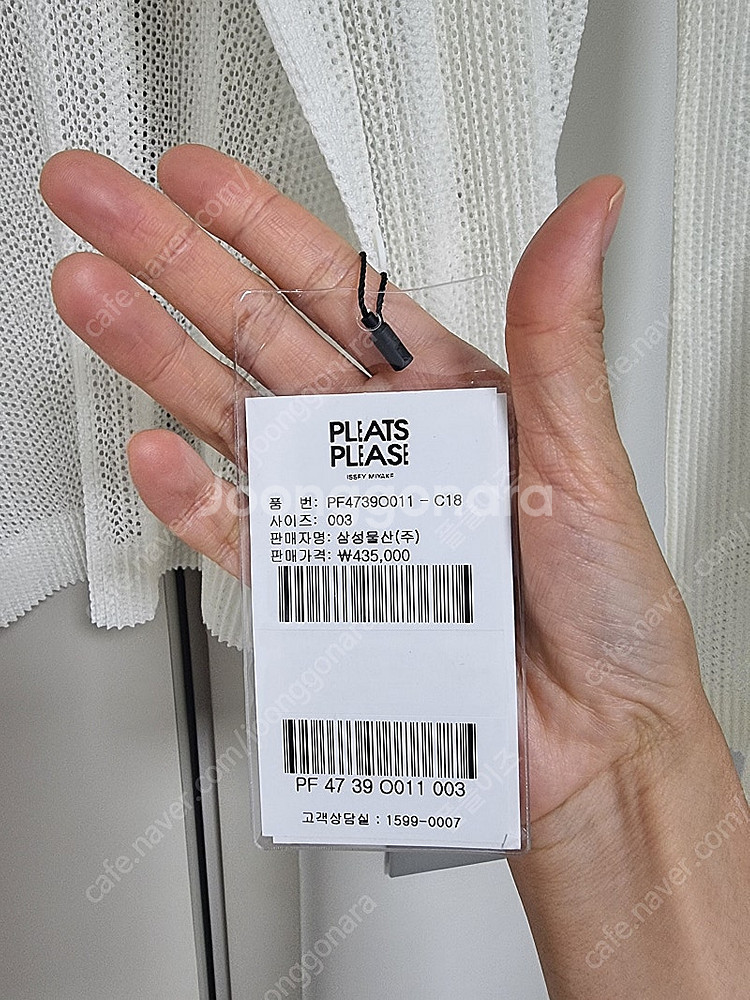 PLEATS
PLEASE
ISSEY MIYAKE
품 번: PF4739O011 - C18
사이즈: 003
판매자명: 삼성물산(주)
판매가격: ₩435,000
PF 47 39 O011 003
고객상담실 : 1599-0007
Joonggonara
cafe.naver.com/joonggonara